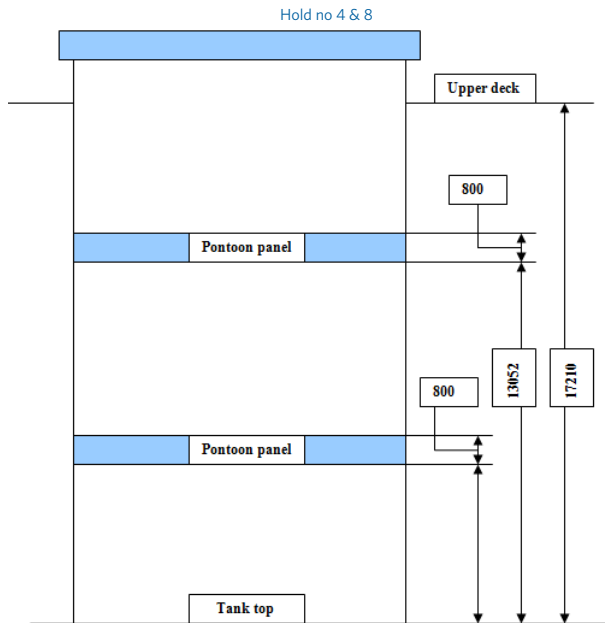 Hold no 4 & 8
Upper deck
800
Pontoon panel
13052
17210
800
Pontoon panel
Tank top